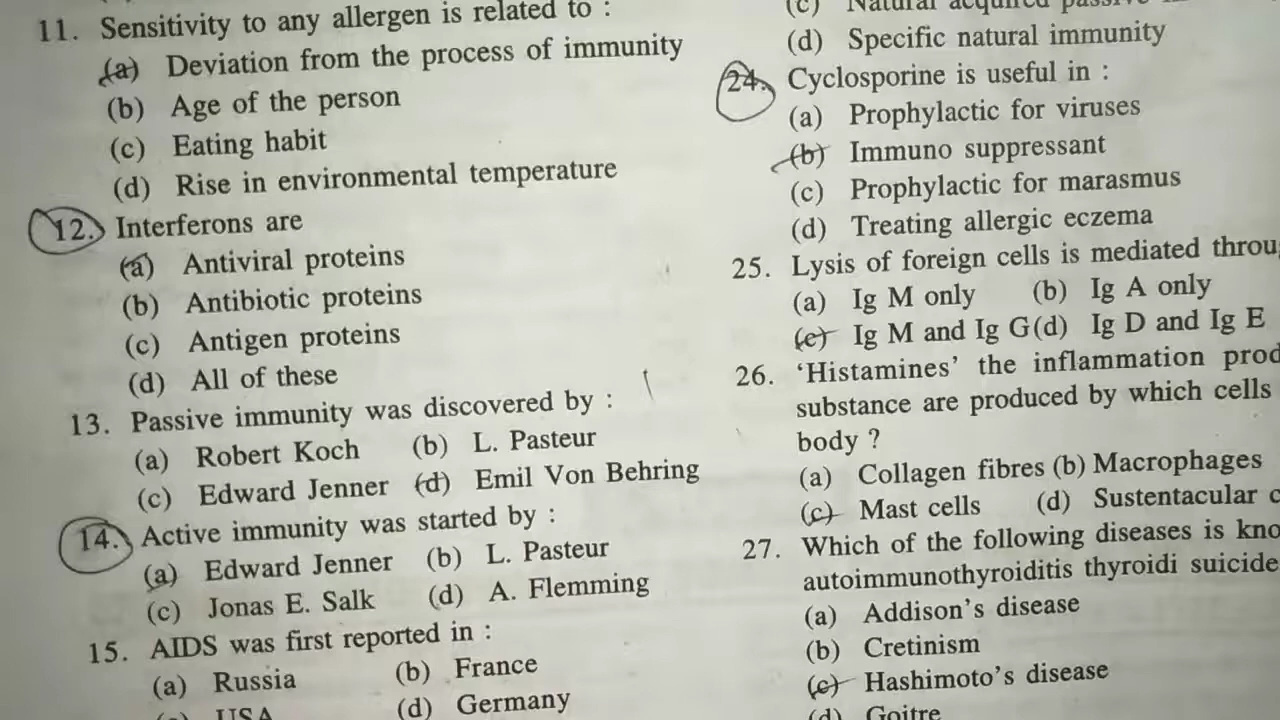 11. Sensitivity to any allergen is related to :
(a) Deviation from the process of immunity
(b) Age of the person
(c) Eating habit
(d) Rise in environmental temperature
12. Interferons are
(a) Antiviral proteins
(b) Antibiotic proteins
(c) Antigen proteins
(d) All of these
13. Passive immunity was discovered by :
(a) Robert Koch (b) L. Pasteur
(c) Edward Jenner (d) Emil Von Behring
14. Active immunity was started by :
(a) Edward Jenner (b) L. Pasteur
(c) Jonas E. Salk (d) A. Flemming
15. AIDS was first reported in :
(a) Russia (b) France
USA (d) Germany
(c) Natural acquired passive
(d) Specific natural immunity
24. Cyclosporine is useful in :
(a) Prophylactic for viruses
(b) Immuno suppressant
(c) Prophylactic for marasmus
(d) Treating allergic eczema
25. Lysis of foreign cells is mediated throu
(a) Ig M only (b) Ig A only
(c) Ig M and Ig G(d) Ig D and Ig E
26. ‘Histamines’ the inflammation prod
substance are produced by which cells
body ?
(a) Collagen fibres (b) Macrophages
(c) Mast cells (d) Sustentacular c
27. Which of the following diseases is kno
autoimmunothyroiditis thyroidi suicide
(a) Addison’s disease
(b) Cretinism
(c) Hashimoto’s disease
(d) Goitre